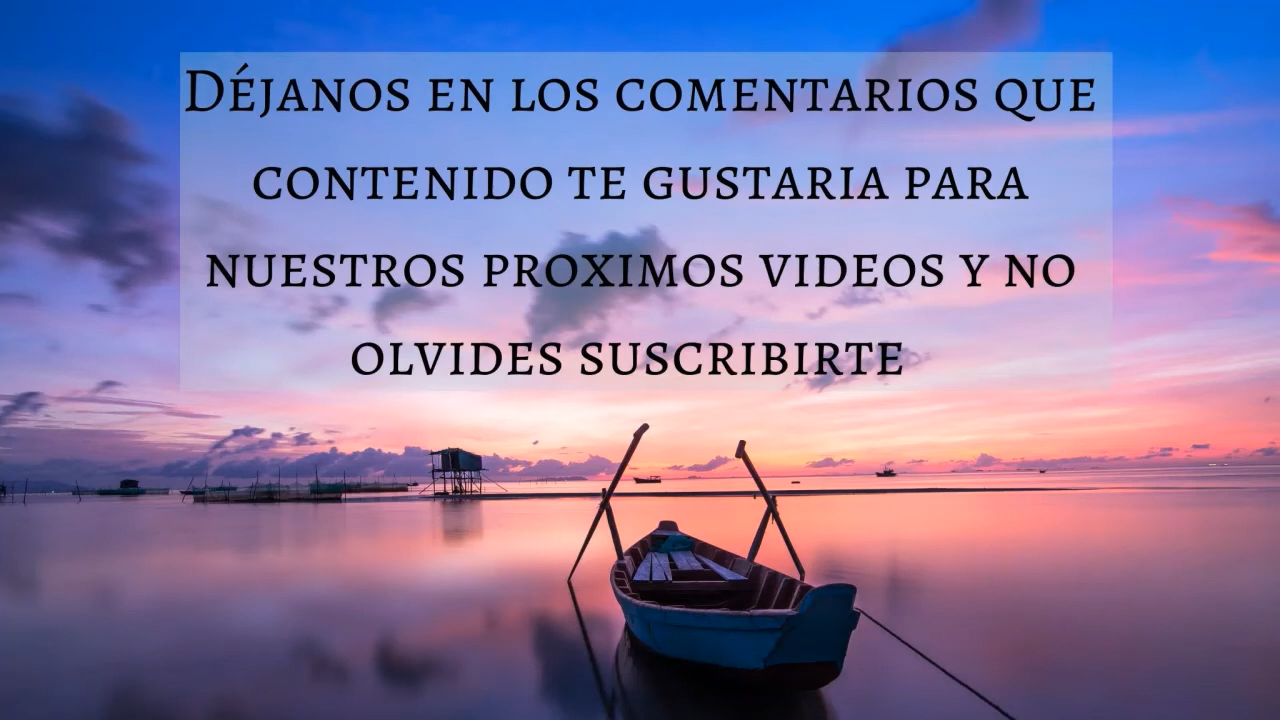 Déjanos en los comentarios que
contenido te gustaria para
nuestros proximos videos y no
olvides suscribirte